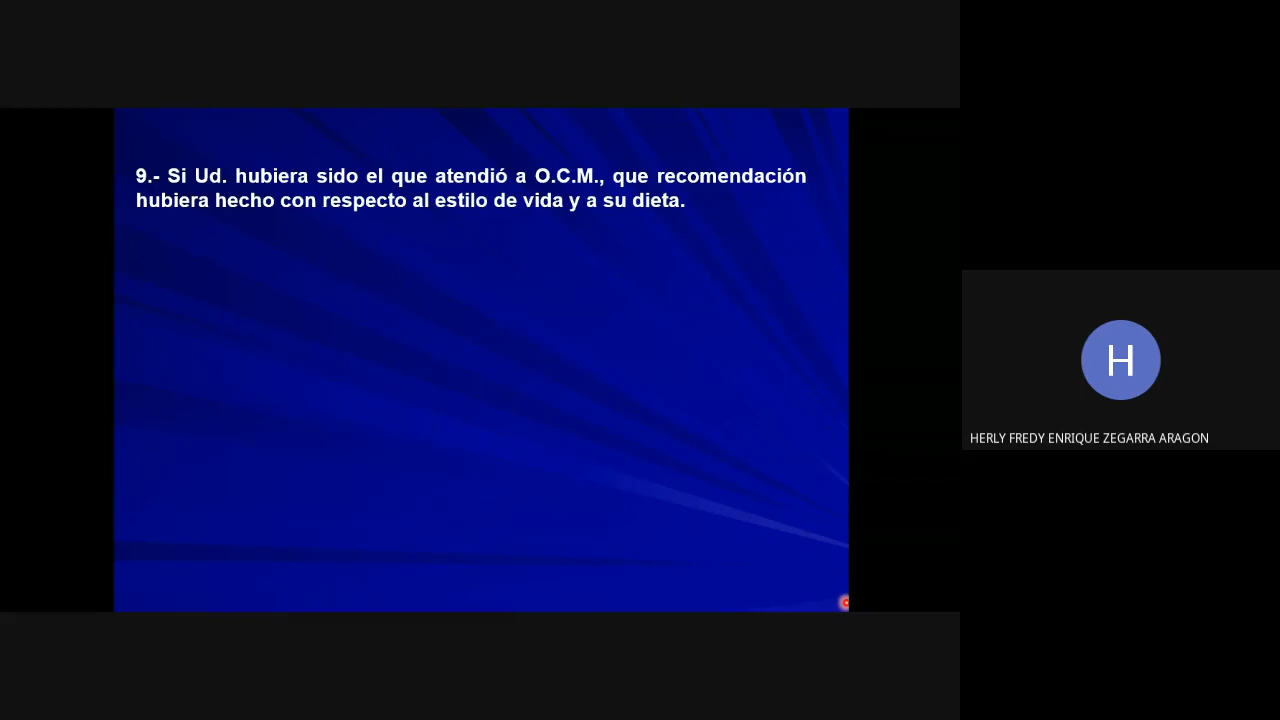 9.- Si Ud. hubiera sido el que atendió a O.C.M., que recomendación
hubiera hecho con respecto al estilo de vida y a su dieta.
H
HERLY FREDY ENRIQUE ZEGARRA ARAGON